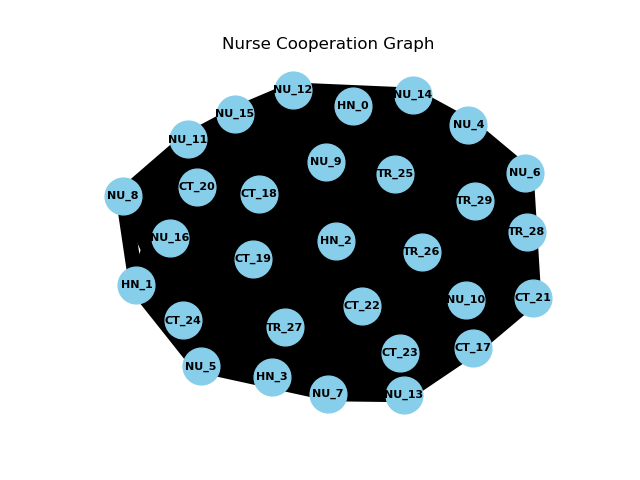 Nurse Cooperation Graph
NU_12
NU_14
HN_0
NU_15
NU_4
NU_11
NU_9
NU_6
TR_25
CT_20
CT_18
NU_8
TR_29
TR_28
NU_16
HN_2
TR_26
CT_19
HN_1
CT_21
NU_10
CT_22
CT_24
TR_27
CT_17
CT_23
NU_5
HN_3
NU_7
NU_13